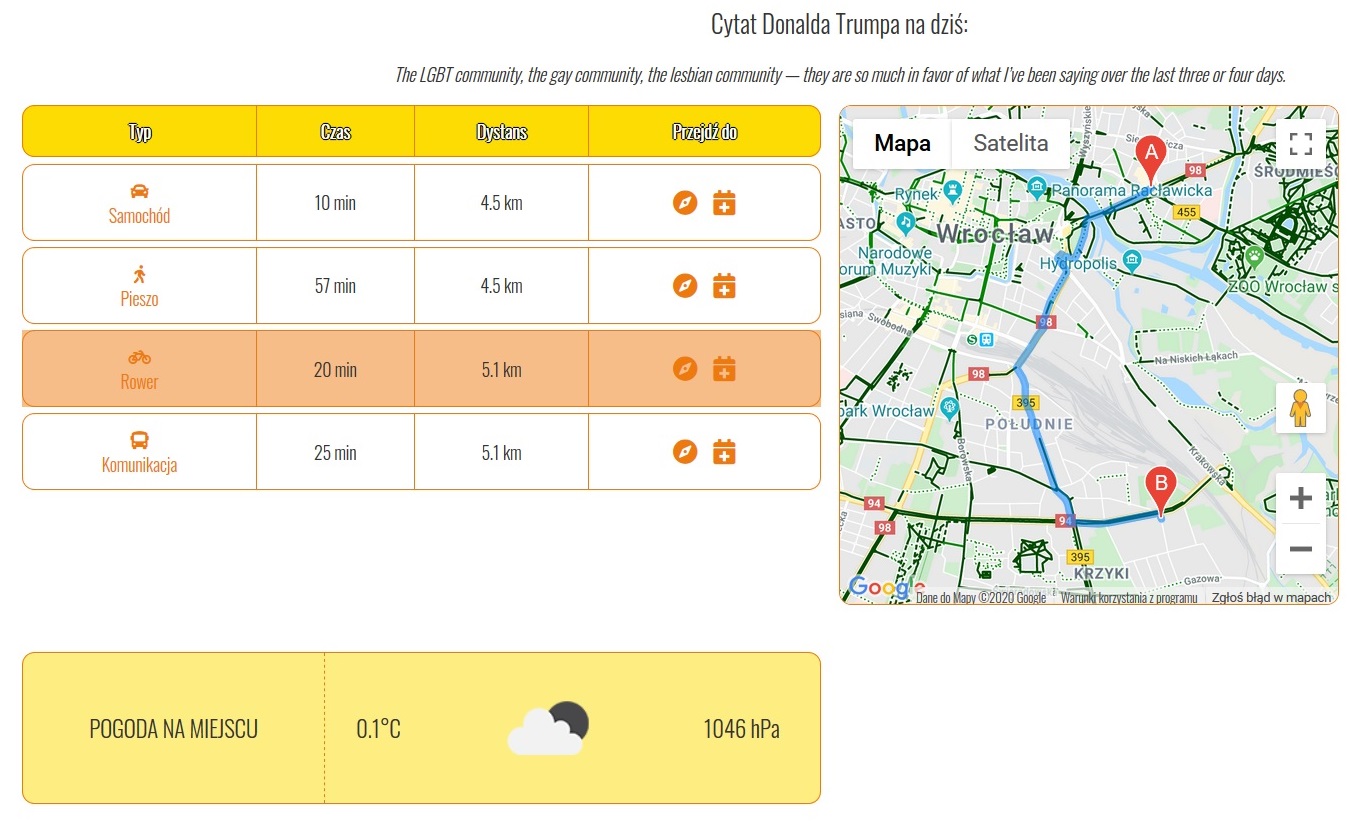 Cytat Donalda Trumpa na dziś:
The LGBT community, the gay community, the lesbian community — they are so much in favor of what I've been saying over the last three or four days.
Typ Czas Dystans Przejdź do
Samochód 10 min 4.5 km
Pieszo 57 min 4.5 km
Rower 20 min 5.1 km
Komunikacja 25 min 5.1 km
Mapa Satelita
A
98
Rynek
Panorama Racławicka
455
Wrocław
Narodowe
Forum Muzyki
Hydropolis
ZOO Wrocław
Swobodna
98
S
Na Niskich Łąkach
98
395
park Wrocław
POŁUDNIE
Borowska
Krakowska
B
94
94
98
395
KRZYKI
Gazowa
Google
Dane do Mapy ©2020 Google Warunki korzystania z programu Zgłoś błąd w mapach
POGODA NA MIEJSCU 0.1°C 1046 hPa